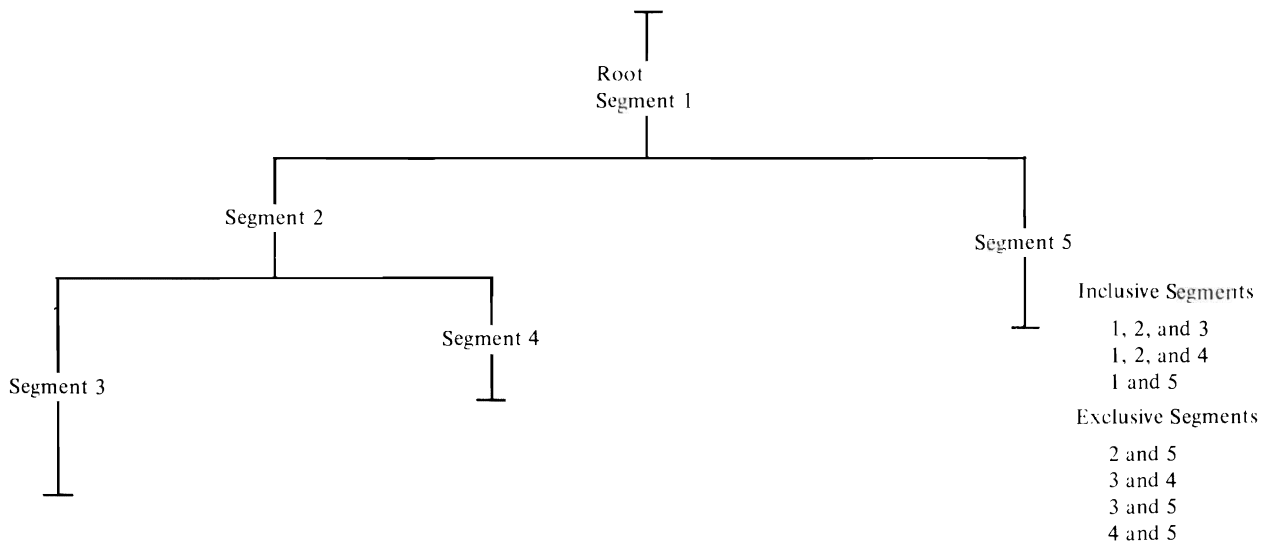 Root
Segment 1
Segment 2
Segment 5
Segment 4
Segment 3
Inclusive Segments
1, 2, and 3
1, 2, and 4
1 and 5
Exclusive Segments
2 and 5
3 and 4
3 and 5
4 and 5